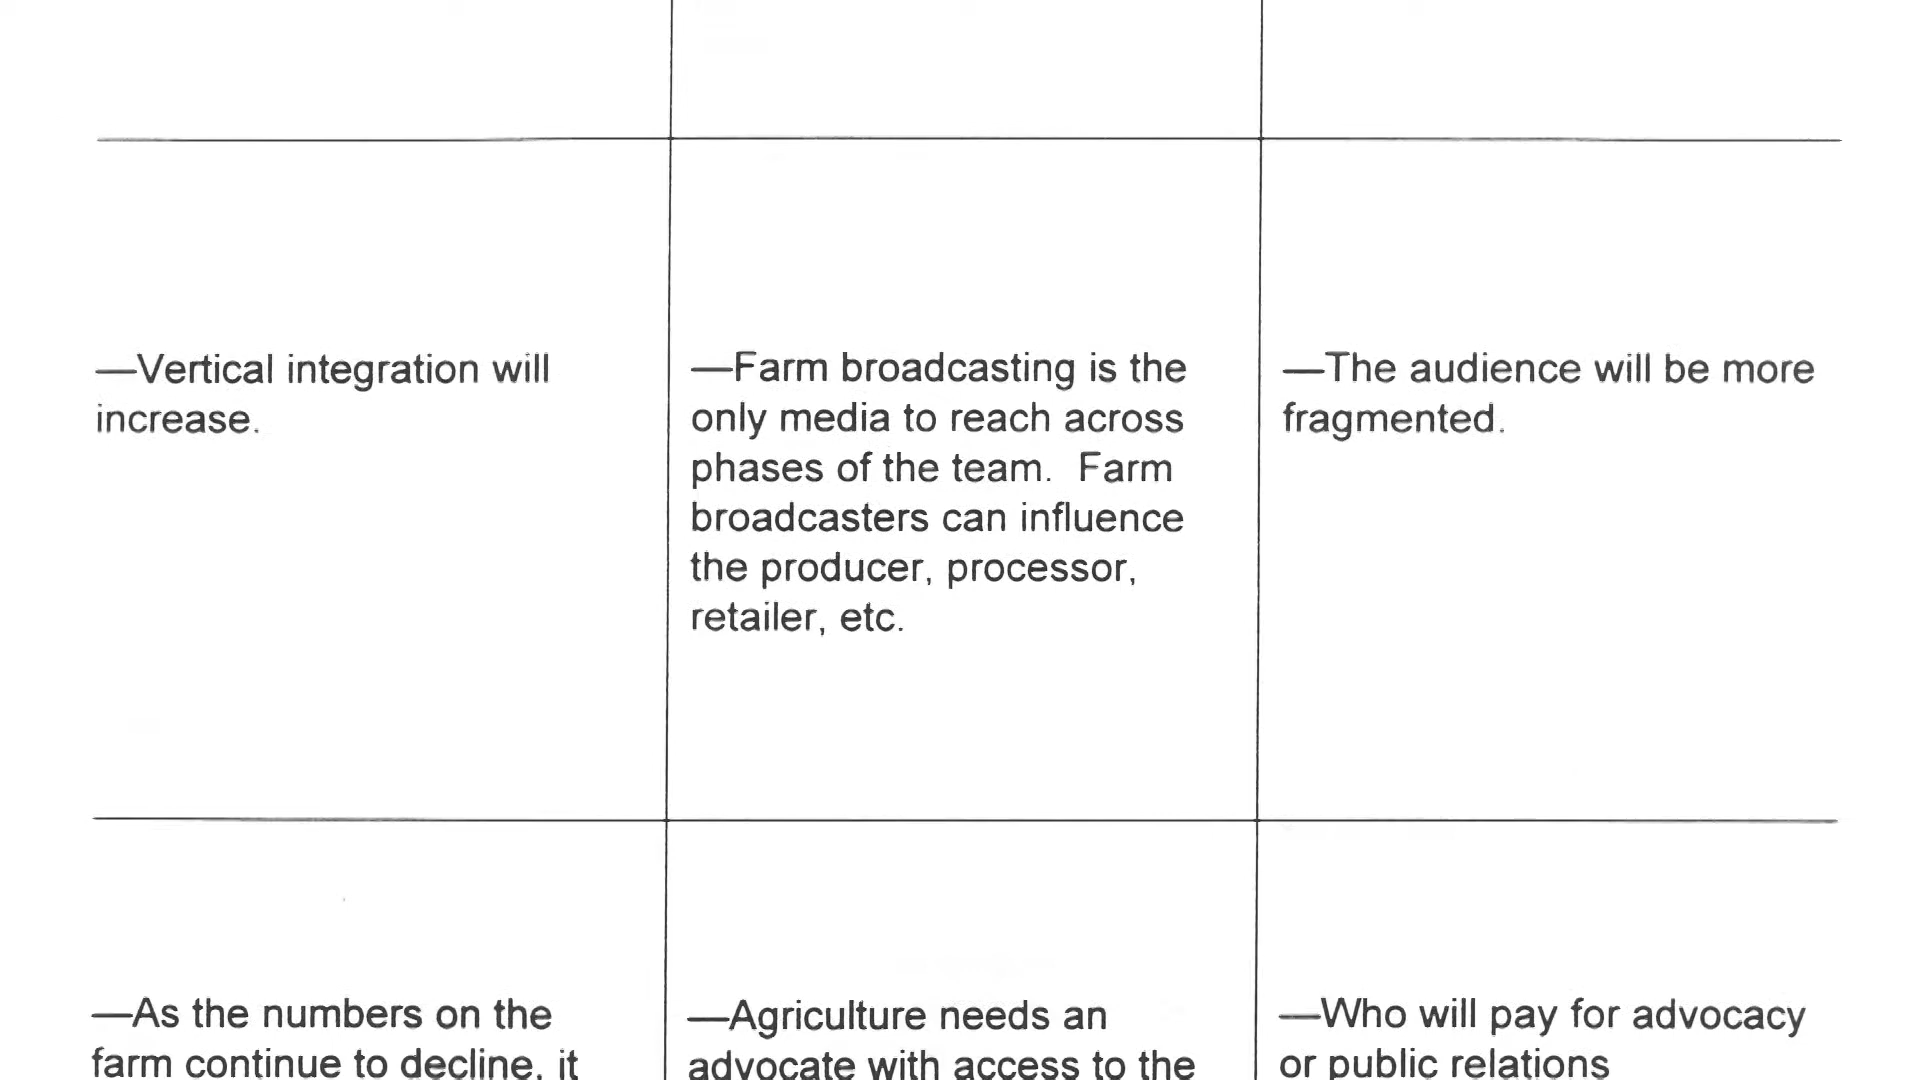 —Vertical integration will
increase.
—Farm broadcasting is the
only media to reach across
phases of the team.  Farm
broadcasters can influence
the producer, processor,
retailer, etc.
—The audience will be more
fragmented.
—As the numbers on the
farm continue to decline, it
—Agriculture needs an
advocate with access to the
—Who will pay for advocacy
or public relations